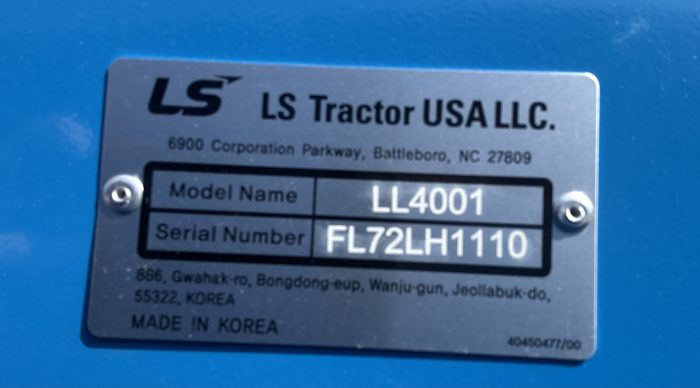 LS LS Tractor USA LLC.
6900 Corporation Parkway, Battleboro, NC 27809
Model Name LL4001
Serial Number FL72LH1110
886, Gwahak-ro, Bongdong-eup, Wanju-gun, Jeollabuk-do,
55322, KOREA
MADE IN KOREA
40450477/00